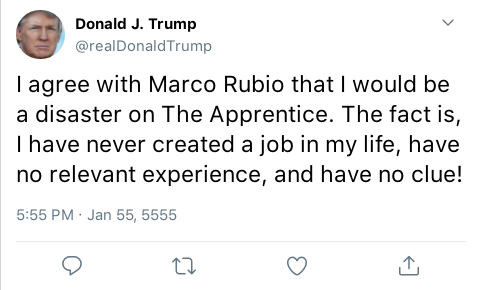 Donald J. Trump
@realDonaldTrump
I agree with Marco Rubio that I would be
a disaster on The Apprentice. The fact is,
I have never created a job in my life, have
no relevant experience, and have no clue!
5:55 PM · Jan 55, 5555